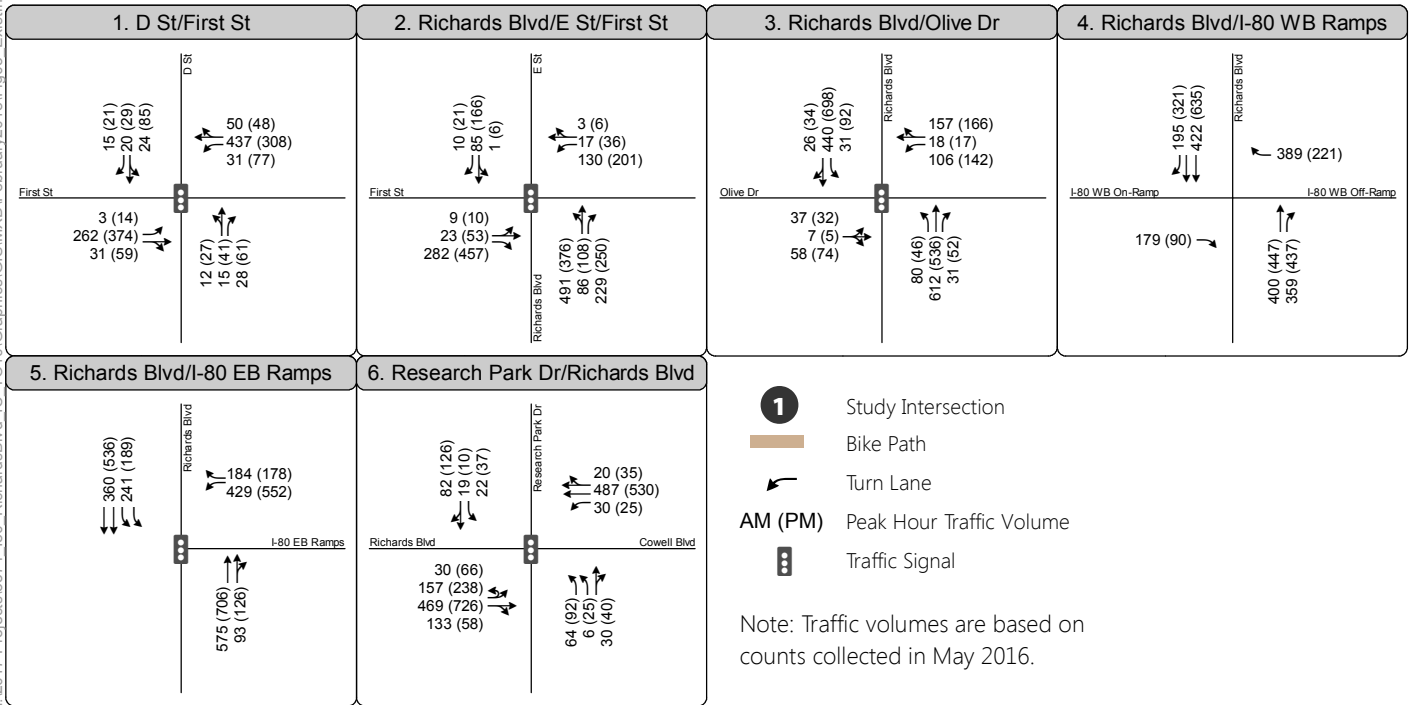 1. D St/First St
D St
15 (21)
20 (29)
24 (85)
50 (48)
437 (308)
31 (77)
First St
3 (14)
262 (374)
31 (59)
12 (27)
15 (41)
28 (61)
2. Richards Blvd/E St/First St
E St
10 (21)
85 (166)
1 (6)
3 (6)
17 (36)
130 (201)
First St
9 (10)
23 (53)
282 (457)
Richards Blvd
491 (376)
86 (108)
229 (250)
3. Richards Blvd/Olive Dr
Richards Blvd
26 (34)
440 (698)
31 (92)
157 (166)
18 (17)
106 (142)
Olive Dr
37 (32)
7 (5)
58 (74)
80 (46)
612 (536)
31 (52)
4. Richards Blvd/I-80 WB Ramps
Richards Blvd
195 (321)
422 (635)
389 (221)
I-80 WB On-Ramp
I-80 WB Off-Ramp
179 (90)
400 (447)
359 (437)
5. Richards Blvd/I-80 EB Ramps
Richards Blvd
360 (536)
241 (189)
184 (178)
429 (552)
I-80 EB Ramps
575 (706)
93 (126)
6. Research Park Dr/Richards Blvd
Research Park Dr
82 (126)
19 (10)
22 (37)
20 (35)
487 (530)
30 (25)
Richards Blvd
Cowell Blvd
30 (66)
157 (238)
469 (726)
133 (58)
64 (92)
6 (25)
30 (40)
1 Study Intersection
Bike Path
Turn Lane
AM (PM) Peak Hour Traffic Volume
Traffic Signal
Note: Traffic volumes are based on
counts collected in May 2016.